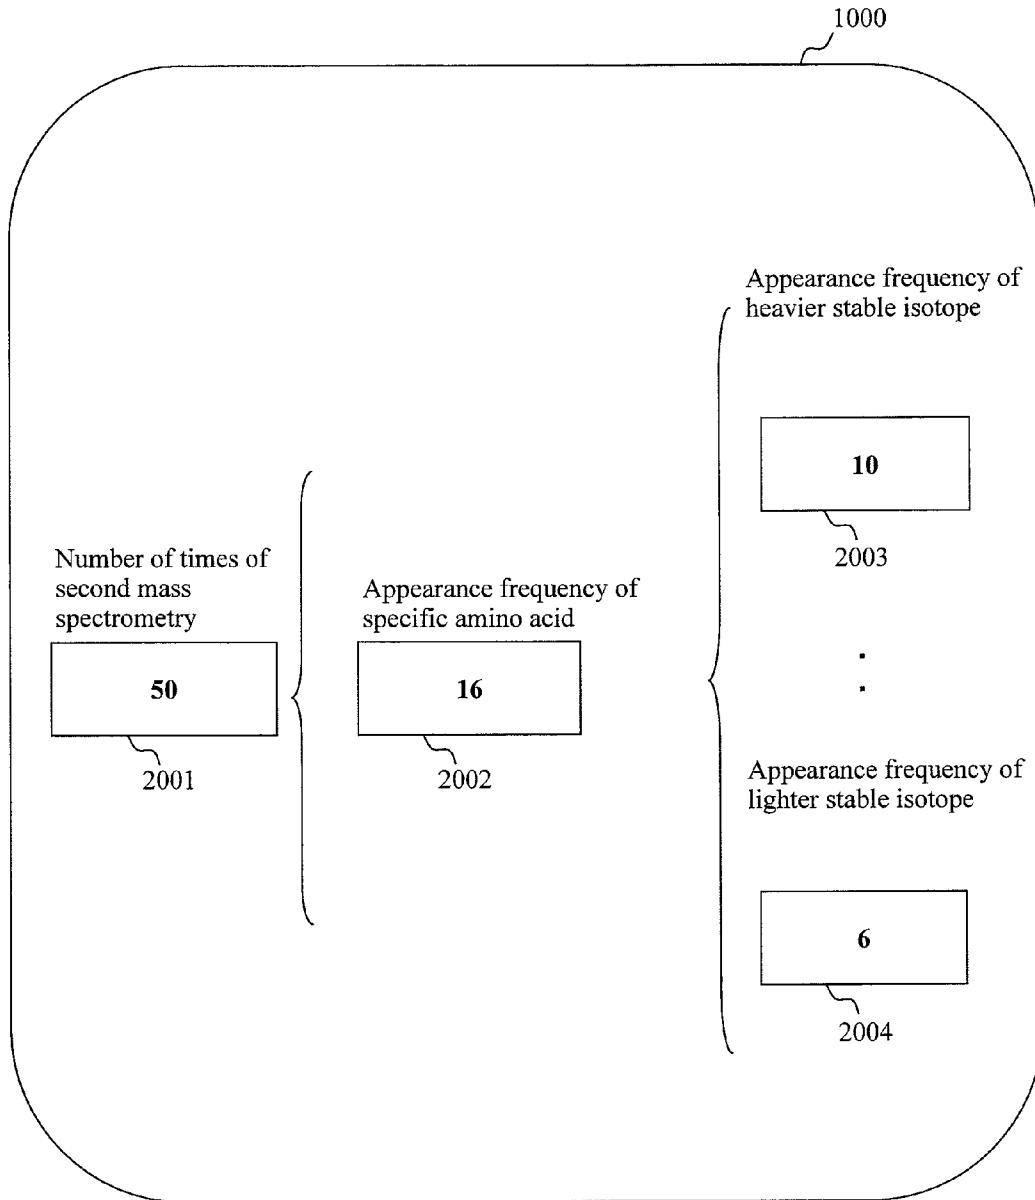 1000
Appearance frequency of
heavier stable isotope
10
2003
Number of times of
second mass
spectrometry
50
2001
Appearance frequency of
specific amino acid
16
2002
Appearance frequency of
lighter stable isotope
6
2004